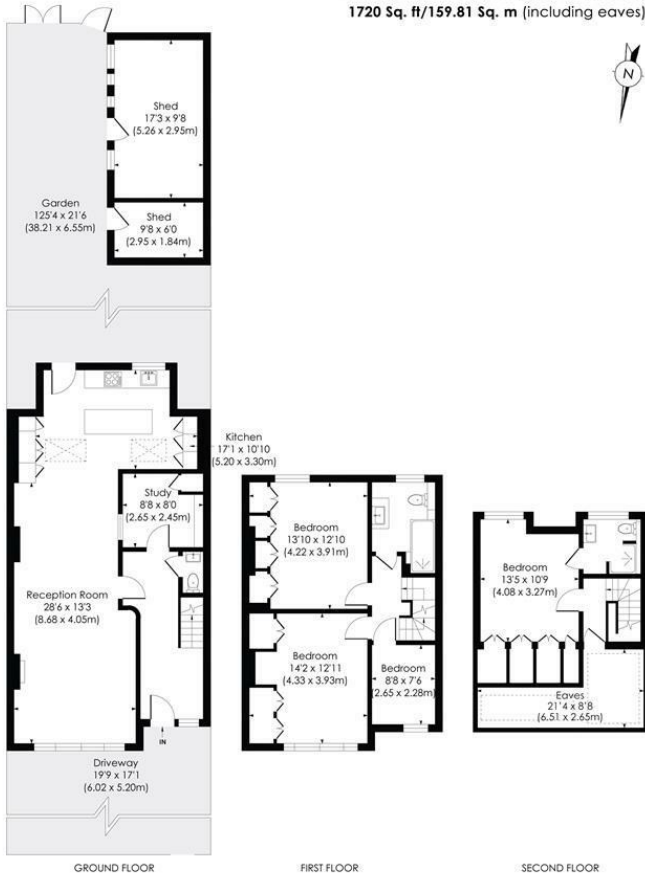 1720 Sq. ft/159.81 Sq. m (including eaves)
N
Shed
17'3 x 9'8
(5.26 x 2.95m)
Garden
125'4 x 21'6
(38.21 x 6.55m)
Shed
9'8 x 6'0
(2.95 x 1.84m)
Kitchen
17'1 x 10'10
(5.20 x 3.30m)
Study
8'8 x 8'0
(2.65 x 2.45m)
Reception Room
28'6 x 13'3
(8.68 x 4.05m)
IN
Driveway
19'9 x 17'1
(6.02 x 5.20m)
GROUND FLOOR
Bedroom
13'10 x 12'10
(4.22 x 3.91m)
Bedroom
14'2 x 12'11
(4.33 x 3.93m)
Bedroom
8'8 x 7'6
(2.65 x 2.28m)
FIRST FLOOR
Bedroom
13'5 x 10'9
(4.08 x 3.27m)
Eaves
21'4 x 8'8
(6.51 x 2.65m)
SECOND FLOOR